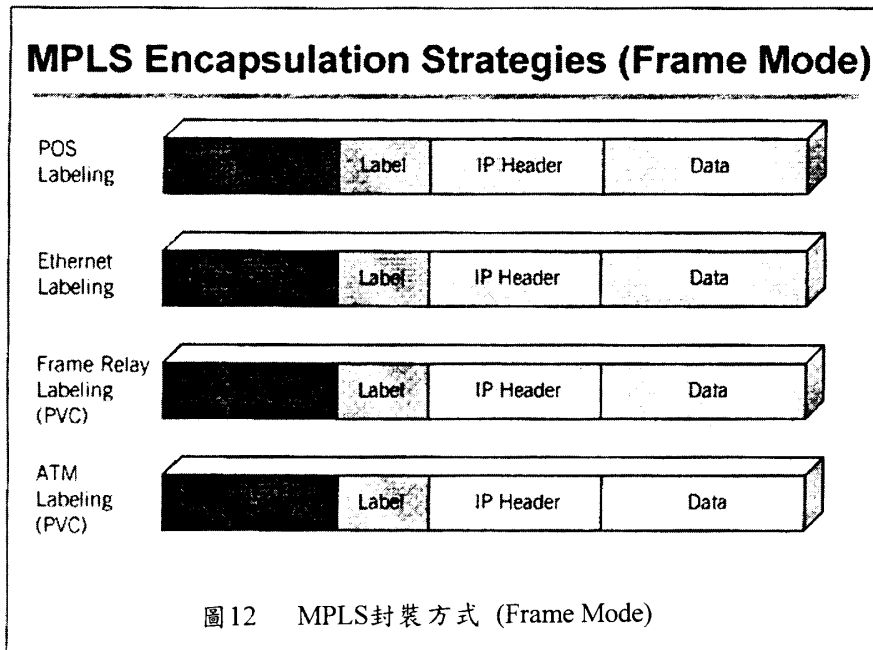 MPLS Encapsulation Strategies (Frame Mode)
POS
Labeling
Label
IP Header
Data
Ethernet
Labeling
Label
IP Header
Data
Frame Relay
Labeling
(PVC)
Label
IP Header
Data
ATM
Labeling
(PVC)
Label
IP Header
Data
圖12 MPLS封裝方式 (Frame Mode)